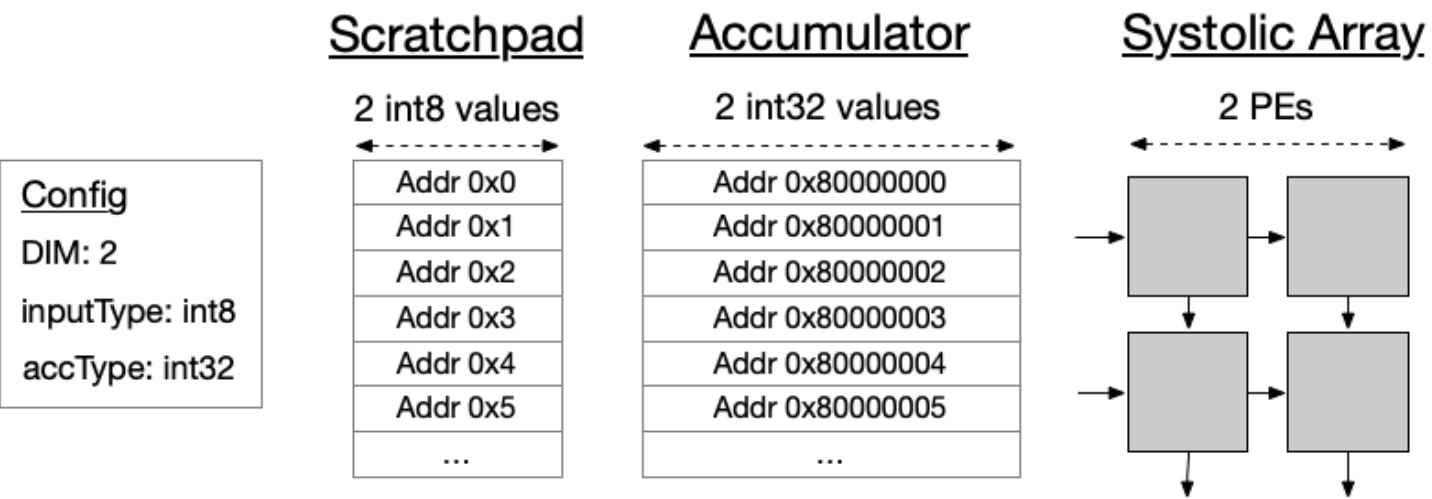 Scratchpad
Accumulator
Systolic Array
2 int8 values
2 int32 values
2 PEs
Config
DIM: 2
inputType: int8
accType: int32
Addr 0x0
Addr 0x1
Addr 0x2
Addr 0x3
Addr 0x4
Addr 0x5
...
Addr 0x80000000
Addr 0x80000001
Addr 0x80000002
Addr 0x80000003
Addr 0x80000004
Addr 0x80000005
...